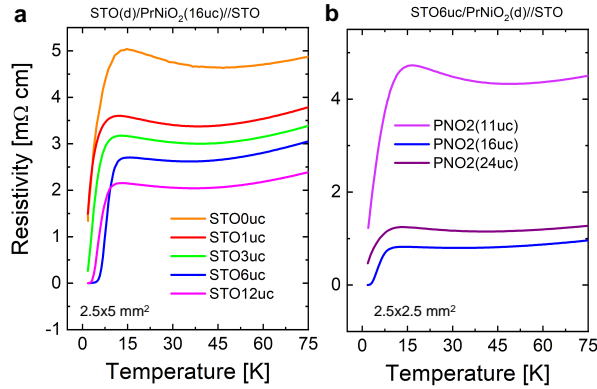 a
STO(d)/PrNiO₂(16uc)//STO
Resistivity [mΩ cm]
5
4
3
2
1
0
-1
STO0uc
STO1uc
STO3uc
STO6uc
STO12uc
2.5x5 mm²
0 15 30 45 60 75
Temperature [K]
b
STO6uc/PrNiO₂(d)//STO
4
2
0
PNO2(11uc)
PNO2(16uc)
PNO2(24uc)
2.5x2.5 mm²
0 15 30 45 60 75
Temperature [K]